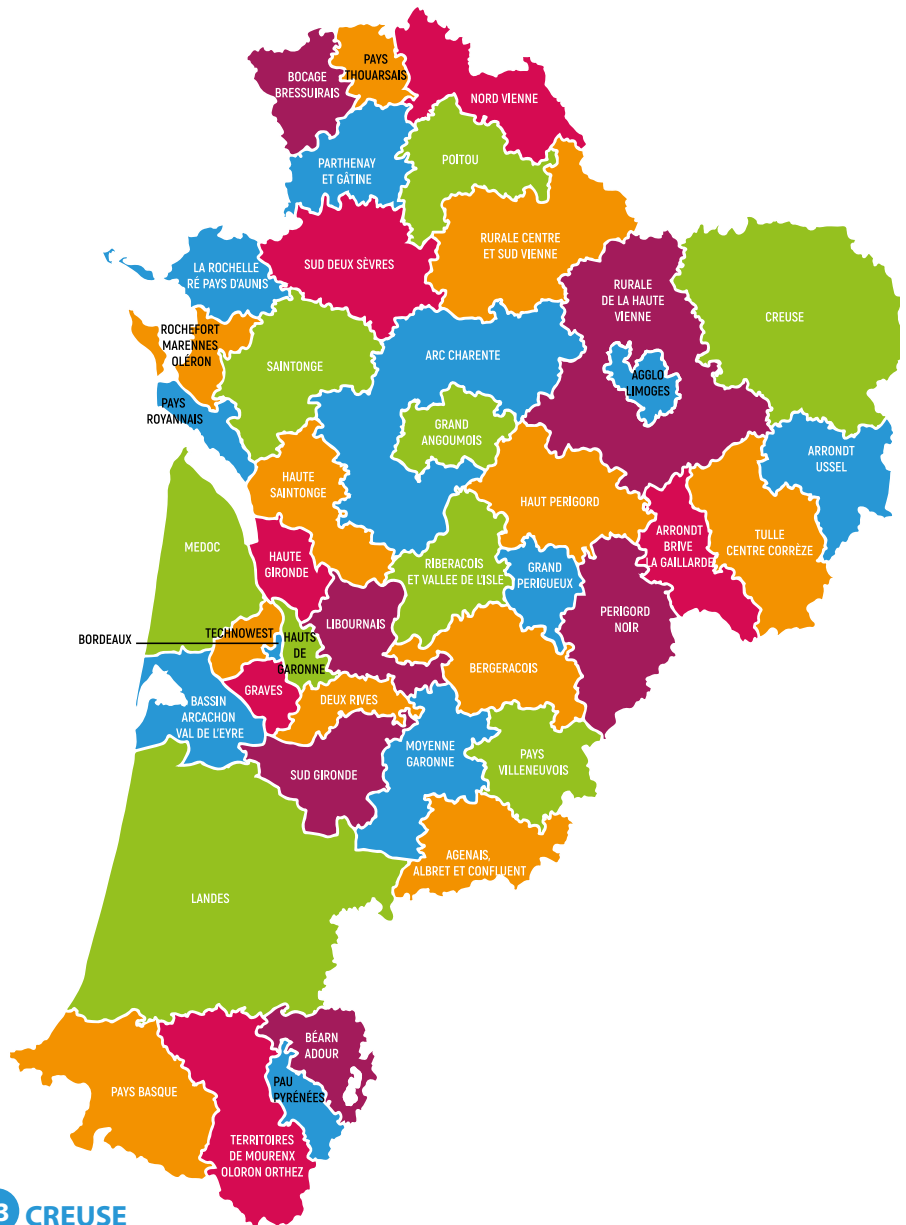 BOCAGE
BRESSUIRAIS
PAYS
THOUARSAIS
NORD VIENNE
PARTHENAY
ET GÂTINE
POITOU
RURALE CENTRE
ET SUD VIENNE
SUD DEUX SÈVRES
LA ROCHELLE
RÉ PAYS D'AUNIS
RURALE
DE LA HAUTE
VIENNE
CREUSE
ROCHEFORT
MARENNES
OLÉRON
SAINTONGE
ARC CHARENTE
AGGLO
LIMOGES
PAYS
ROYANNAIS
GRAND
ANGOUMOIS
ARRONDT
USSEL
HAUTE
SAINTONGE
HAUT PERIGORD
ARRONDT
BRIVE
LA GAILLARDE
TULLE
CENTRE CORRÈZE
MEDOC
HAUTE
GIRONDE
RIBERACOIS
ET VALLEE DE L'ISLE
GRAND
PERIGUEUX
PERIGORD
NOIR
LIBOURNAIS
BORDEAUX
TECHNOWEST
HAUTS
DE
GARONNE
BERGERACOIS
GRAVES
DEUX RIVES
BASSIN
ARCACHON
VAL DE L'EYRE
MOYENNE
GARONNE
PAYS
VILLENEUVOIS
SUD GIRONDE
AGENAIS,
ALBRET ET CONFLUENT
LANDES
BÉARN
ADOUR
PAYS BASQUE
PAU
PYRÉNÉES
TERRITOIRES
DE MOURENX
OLORON ORTHEZ
3 CREUSE